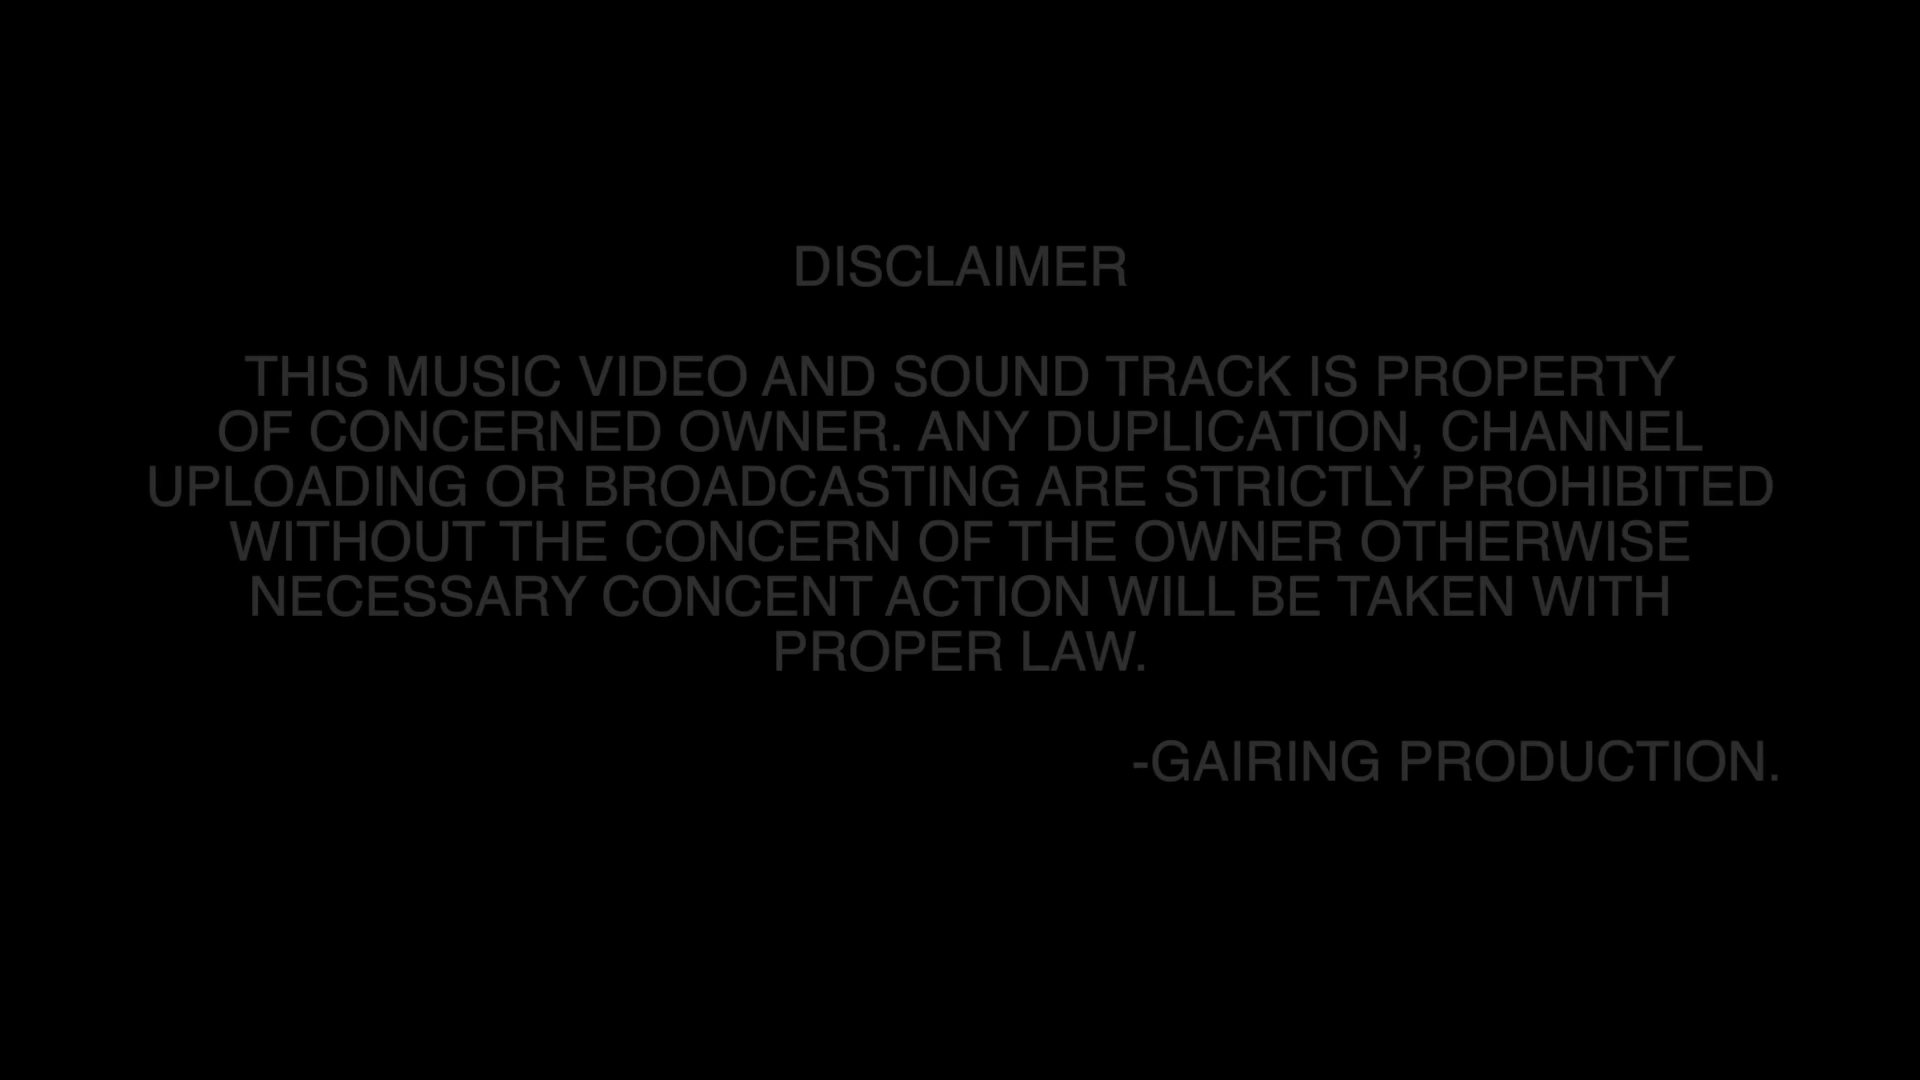 DISCLAIMER
THIS MUSIC VIDEO AND SOUND TRACK IS PROPERTY
OF CONCERNED OWNER. ANY DUPLICATION, CHANNEL
UPLOADING OR BROADCASTING ARE STRICTLY PROHIBITED
WITHOUT THE CONCERN OF THE OWNER OTHERWISE
NECESSARY CONCENT ACTION WILL BE TAKEN WITH
PROPER LAW.
-GAIRING PRODUCTION.